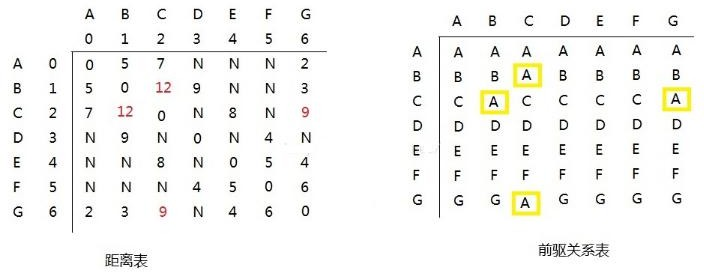 A B C D E F G
0 1 2 3 4 5 6
A 0 0 5 7 N N N 2
B 1 5 0 12 9 N N 3
C 2 7 12 0 N 8 N 9
D 3 N 9 N 0 N 4 N
E 4 N N 8 N 0 5 4
F 5 N N N 4 5 0 6
G 6 2 3 9 N 4 6 0
距离表
A B C D E F G
A A A A A A A A
B B B A B B B B
C C A C C C C A
D D D D D D D D
E E E E E E E E
F F F F F F F F
G G G A G G G G
前驱关系表